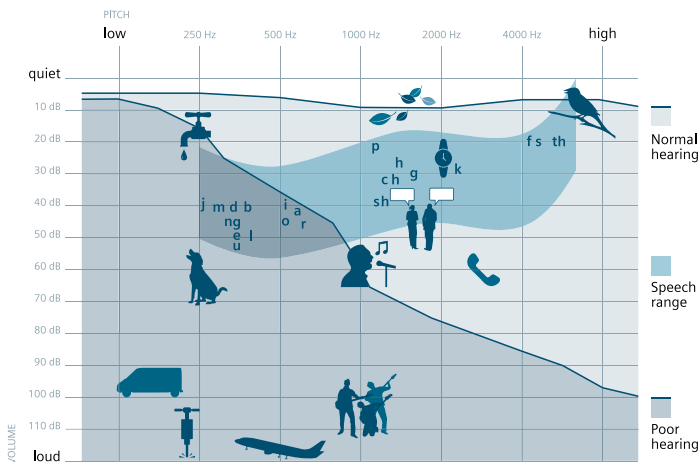 PITCH
low 250 Hz 500 Hz 1000 Hz 2000 Hz 4000 Hz high
quiet
10 dB
20 dB
30 dB
40 dB
50 dB
60 dB
70 dB
80 dB
90 dB
100 dB
110 dB
loud
VOLUME
p
f s th
h
g
k
c h
sh
j m d b
ng
e
u
l
i
a
o
r
Normal
hearing
Speech
range
Poor
hearing